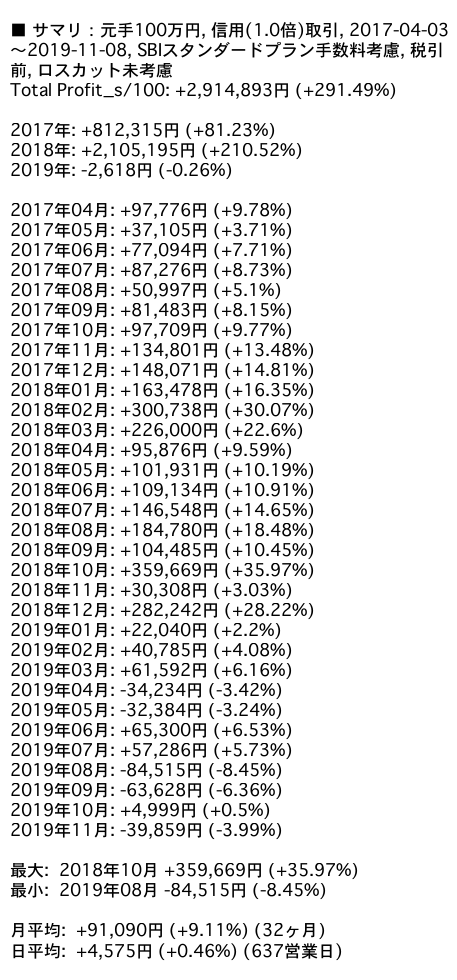 ■ サマリ：元手100万円, 信用(1.0倍)取引, 2017-04-03
〜2019-11-08, SBIスタンダードプラン手数料考慮, 税引
前, ロスカット未考慮
Total Profit_s/100: +2,914,893円 (+291.49%)
2017年: +812,315円 (+81.23%)
2018年: +2,105,195円 (+210.52%)
2019年: -2,618円 (-0.26%)
2017年04月: +97,776円 (+9.78%)
2017年05月: +37,105円 (+3.71%)
2017年06月: +77,094円 (+7.71%)
2017年07月: +87,276円 (+8.73%)
2017年08月: +50,997円 (+5.1%)
2017年09月: +81,483円 (+8.15%)
2017年10月: +97,709円 (+9.77%)
2017年11月: +134,801円 (+13.48%)
2017年12月: +148,071円 (+14.81%)
2018年01月: +163,478円 (+16.35%)
2018年02月: +300,738円 (+30.07%)
2018年03月: +226,000円 (+22.6%)
2018年04月: +95,876円 (+9.59%)
2018年05月: +101,931円 (+10.19%)
2018年06月: +109,134円 (+10.91%)
2018年07月: +146,548円 (+14.65%)
2018年08月: +184,780円 (+18.48%)
2018年09月: +104,485円 (+10.45%)
2018年10月: +359,669円 (+35.97%)
2018年11月: +30,308円 (+3.03%)
2018年12月: +282,242円 (+28.22%)
2019年01月: +22,040円 (+2.2%)
2019年02月: +40,785円 (+4.08%)
2019年03月: +61,592円 (+6.16%)
2019年04月: -34,234円 (-3.42%)
2019年05月: -32,384円 (-3.24%)
2019年06月: +65,300円 (+6.53%)
2019年07月: +57,286円 (+5.73%)
2019年08月: -84,515円 (-8.45%)
2019年09月: -63,628円 (-6.36%)
2019年10月: +4,999円 (+0.5%)
2019年11月: -39,859円 (-3.99%)
最大: 2018年10月 +359,669円 (+35.97%)
最小: 2019年08月 -84,515円 (-8.45%)
月平均: +91,090円 (+9.11%) (32ヶ月)
日平均: +4,575円 (+0.46%) (637営業日)